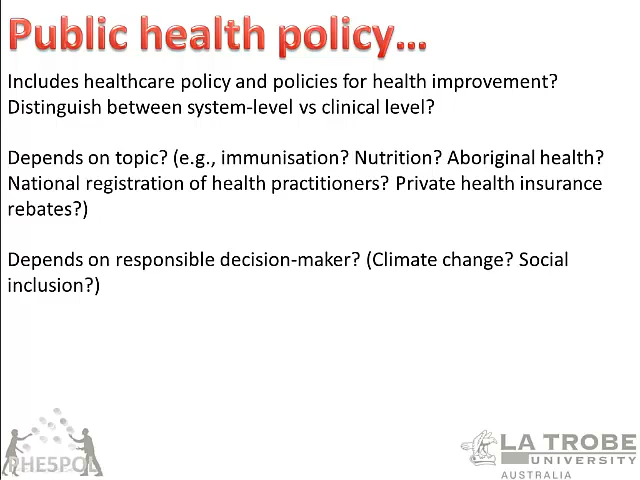 Public health policy...
Includes healthcare policy and policies for health improvement?
Distinguish between system-level vs clinical level?
Depends on topic? (e.g., immunisation? Nutrition? Aboriginal health?
National registration of health practitioners? Private health insurance
rebates?)
Depends on responsible decision-maker? (Climate change? Social
inclusion?)
PHE5POL
LA TROBE
UNIVERSITY
AUSTRALIA